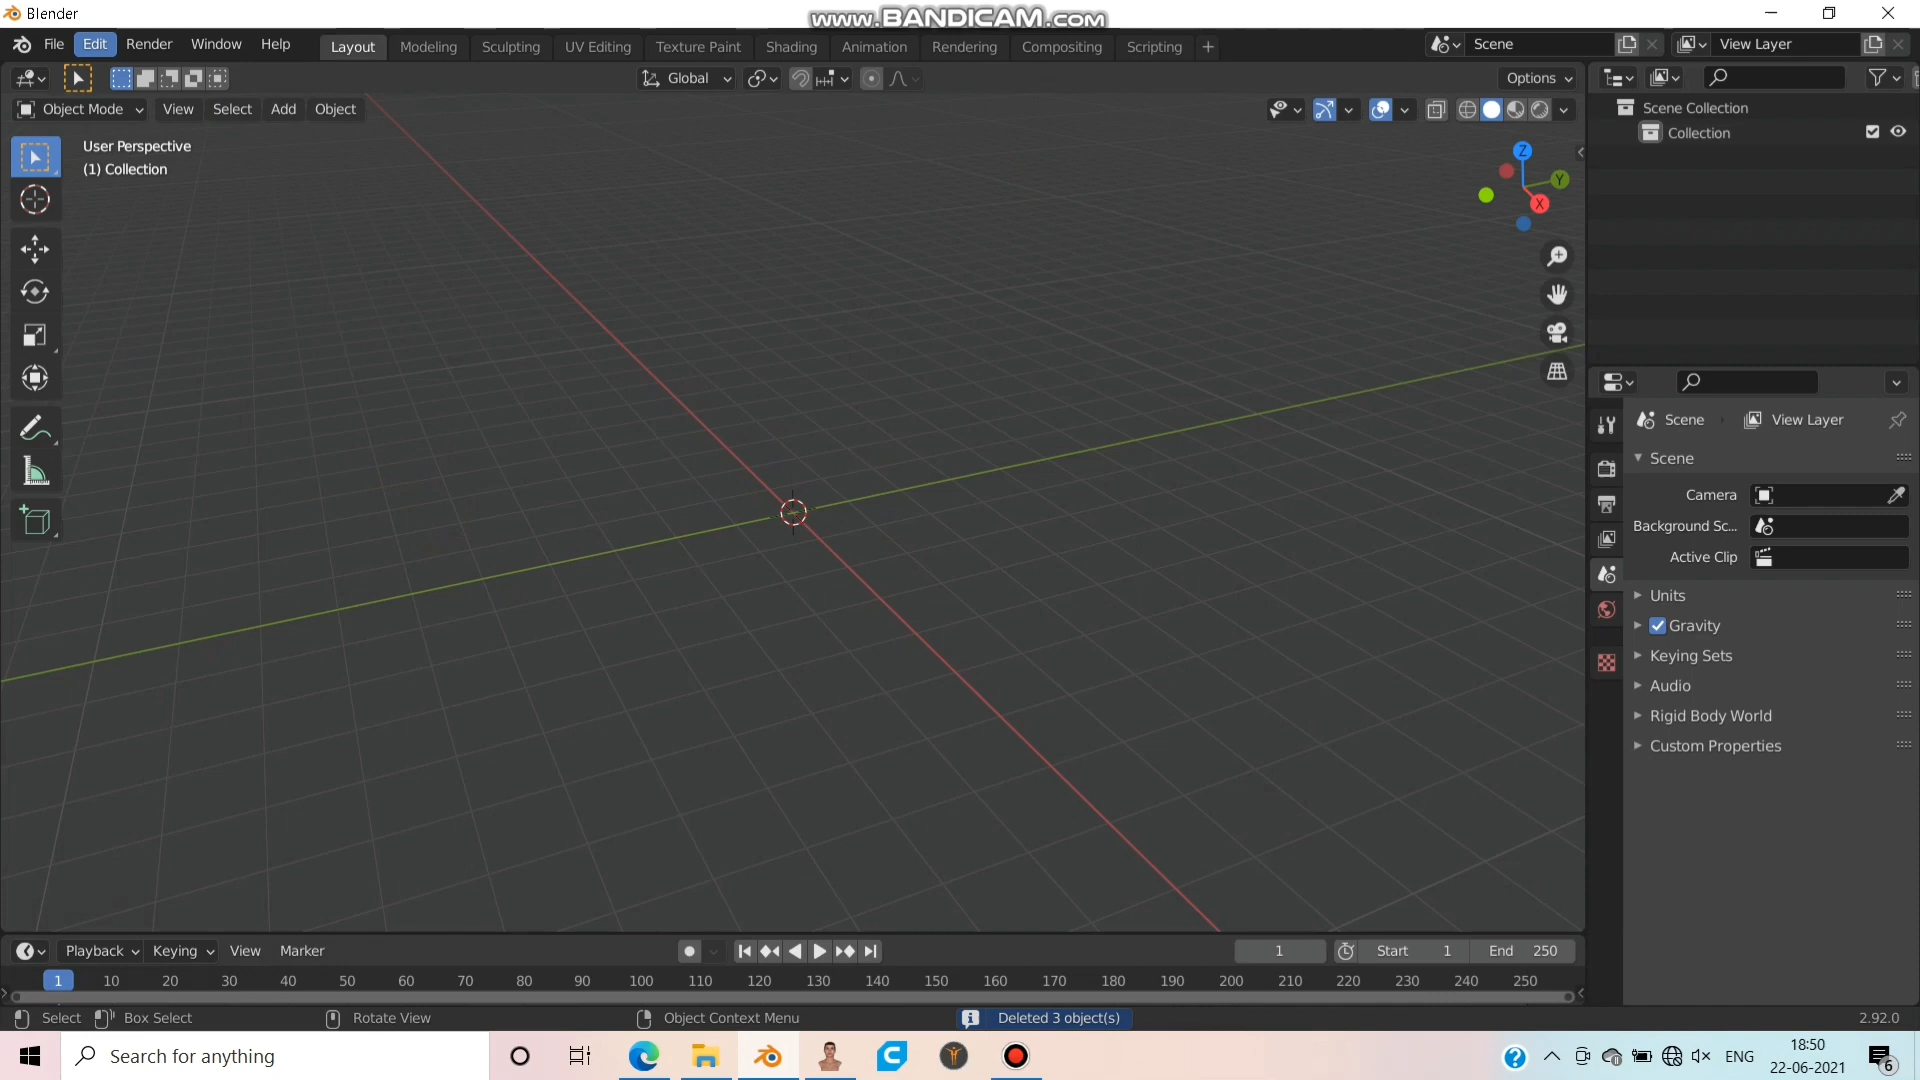 Blender
www.BANDICAM.com
File Edit Render Window Help
Layout Modeling Sculpting UV Editing Texture Paint Shading Animation Rendering Compositing Scripting +
Scene
View Layer
Global
Options
Object Mode View Select Add Object
User Perspective
(1) Collection
Z
Y
X
Scene Collection
Collection
Scene View Layer
Scene
Camera
Background Sc...
Active Clip
Units
Gravity
Keying Sets
Audio
Rigid Body World
Custom Properties
Playback Keying View Marker
1 Start 1 End 250
1 10 20 30 40 50 60 70 80 90 100 110 120 130 140 150 160 170 180 190 200 210 220 230 240 250
Select Box Select Rotate View Object Context Menu Deleted 3 object(s) 2.92.0
Search for anything
ENG
18:50
22-06-2021
6